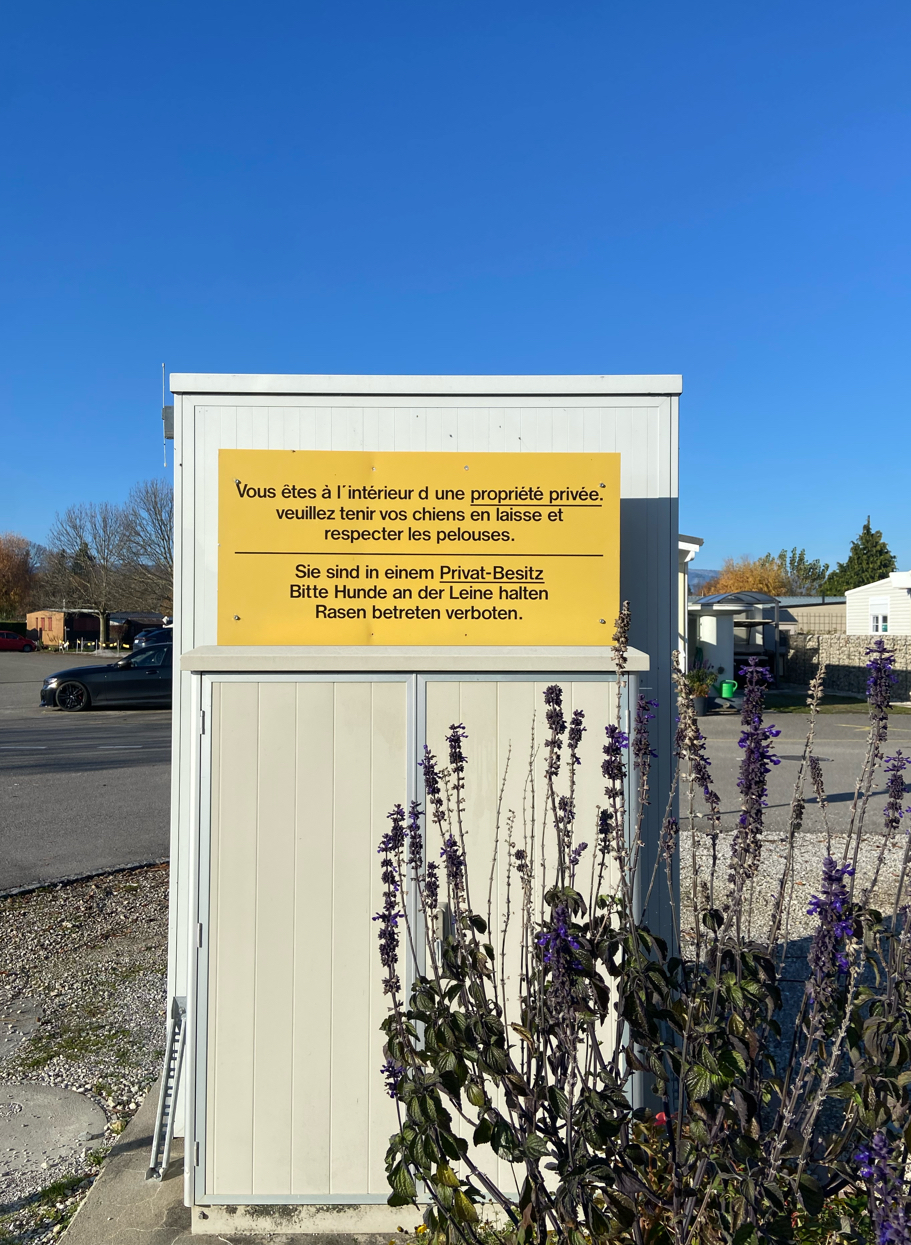 Vous êtes à l´intérieur d une propriété privée.
veuillez tenir vos chiens en laisse et
respecter les pelouses.
Sie sind in einem Privat-Besitz
Bitte Hunde an der Leine halten
Rasen betreten verboten.